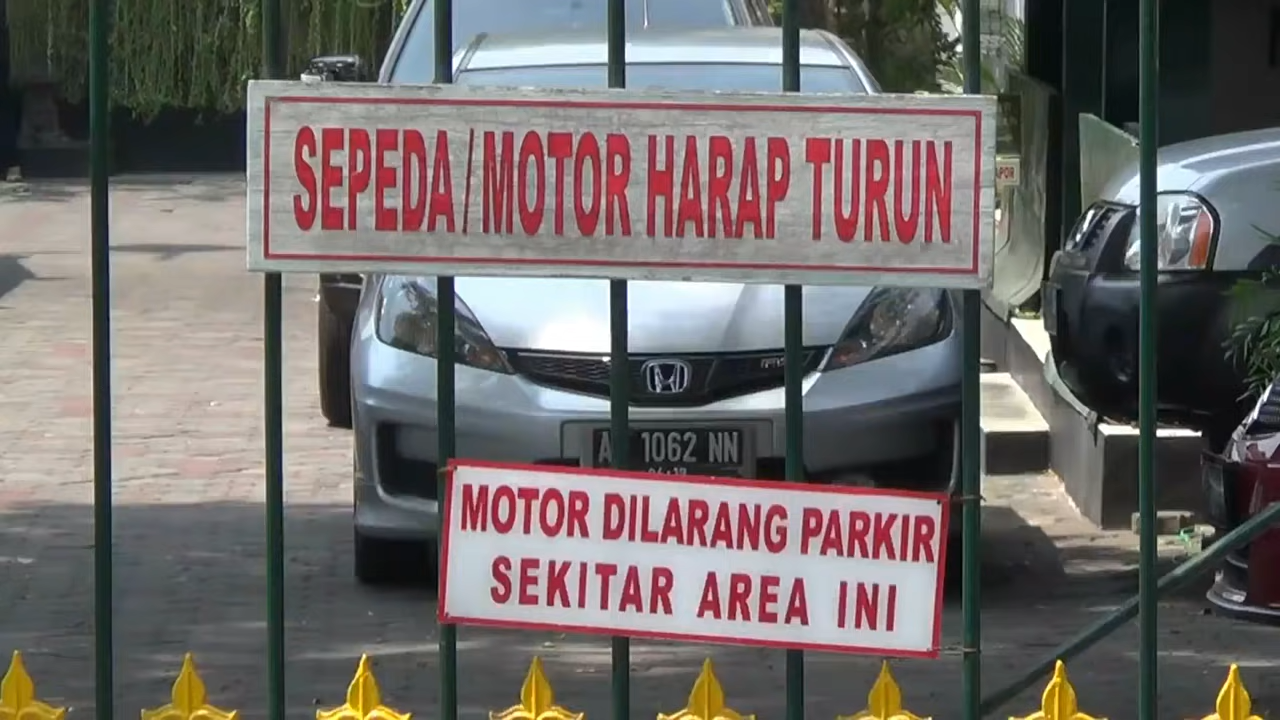 SEPEDA / MOTOR HARAP TURUN
1062 NN
MOTOR DILARANG PARKIR
SEKITAR AREA INI